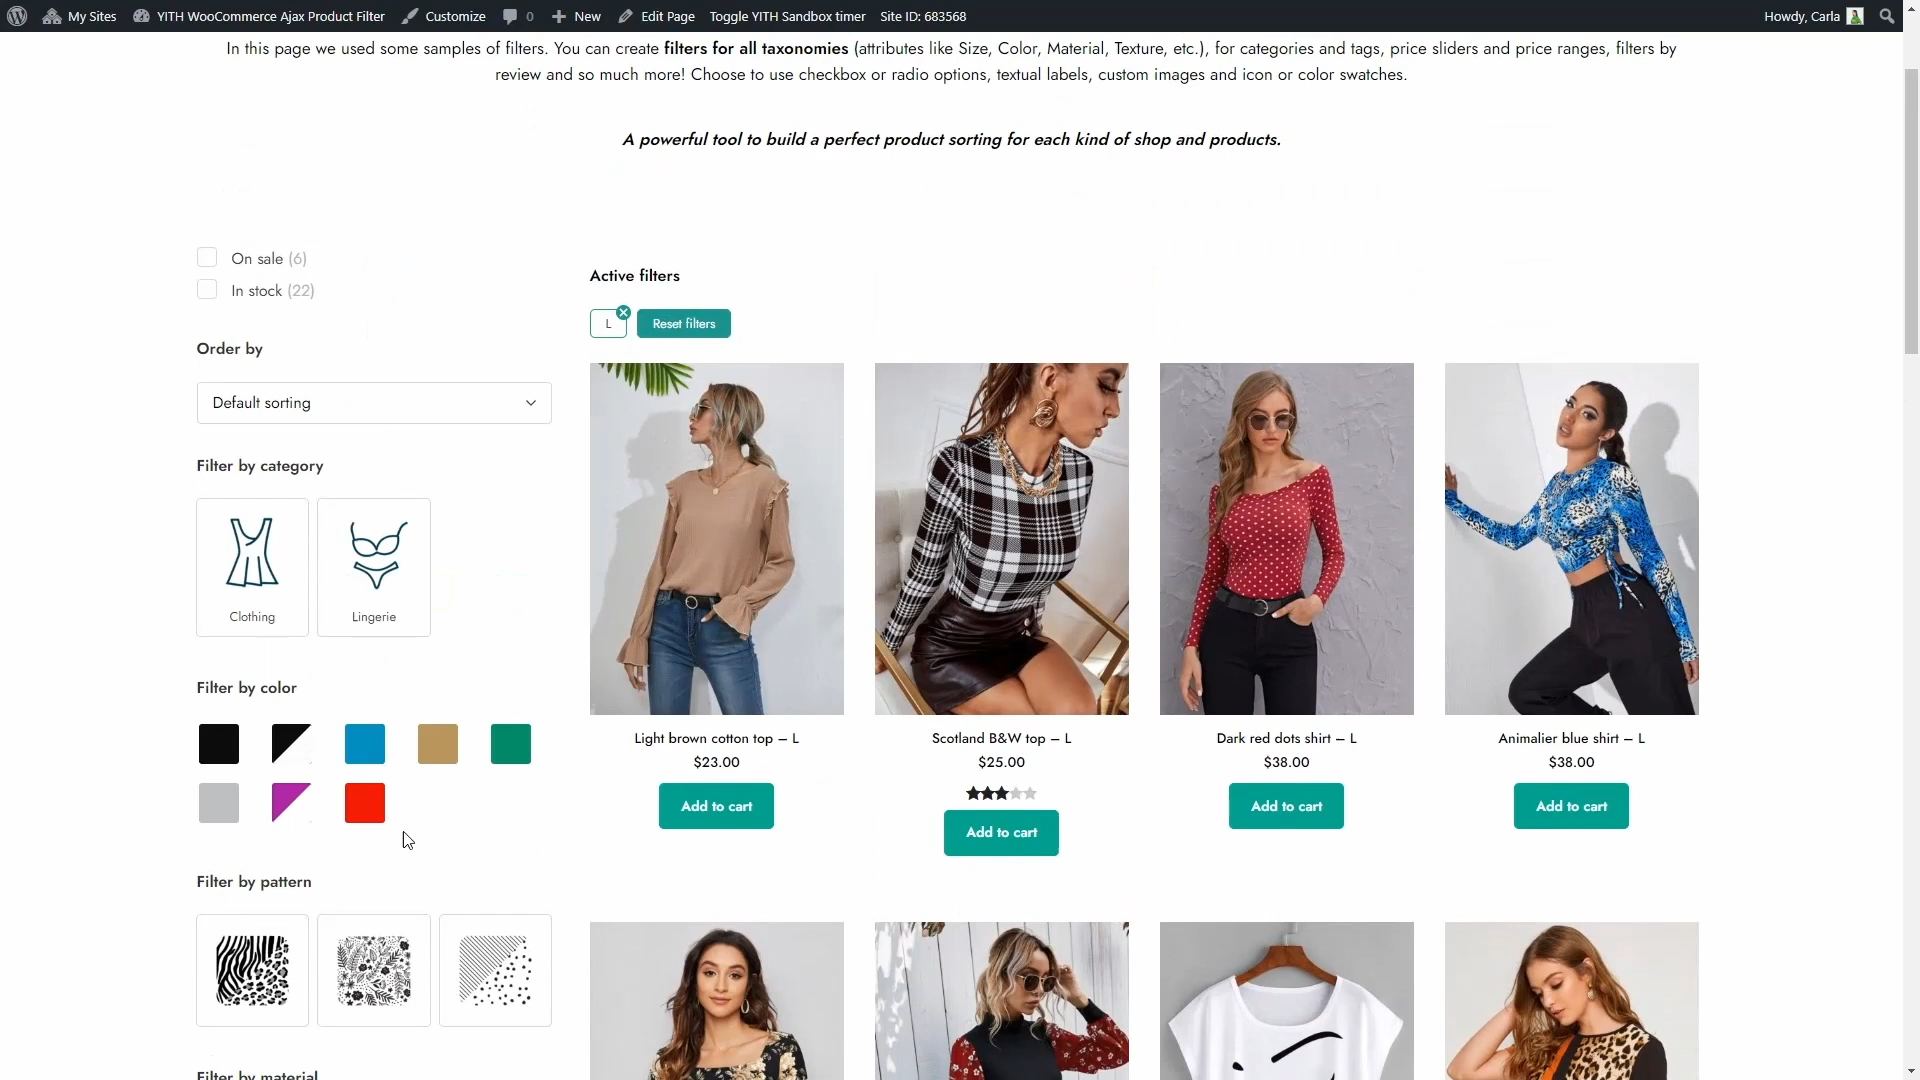 My Sites YITH WooCommerce Ajax Product Filter Customize 0 New Edit Page Toggle YITH Sandbox timer Site ID: 683568 Howdy, Carla
In this page we used some samples of filters. You can create filters for all taxonomies (attributes like Size, Color, Material, Texture, etc.), for categories and tags, price sliders and price ranges, filters by
review and so much more! Choose to use checkbox or radio options, textual labels, custom images and icon or color swatches.
A powerful tool to build a perfect product sorting for each kind of shop and products.
On sale (6)
In stock (22)
Order by
Default sorting
Filter by category
Clothing Lingerie
Filter by color
Filter by pattern
Filter by material
Active filters
L Reset filters
Light brown cotton top – L
$23.00
Add to cart
Scotland B&W top – L
$25.00
Add to cart
Dark red dots shirt – L
$38.00
Add to cart
Animalier blue shirt – L
$38.00
Add to cart